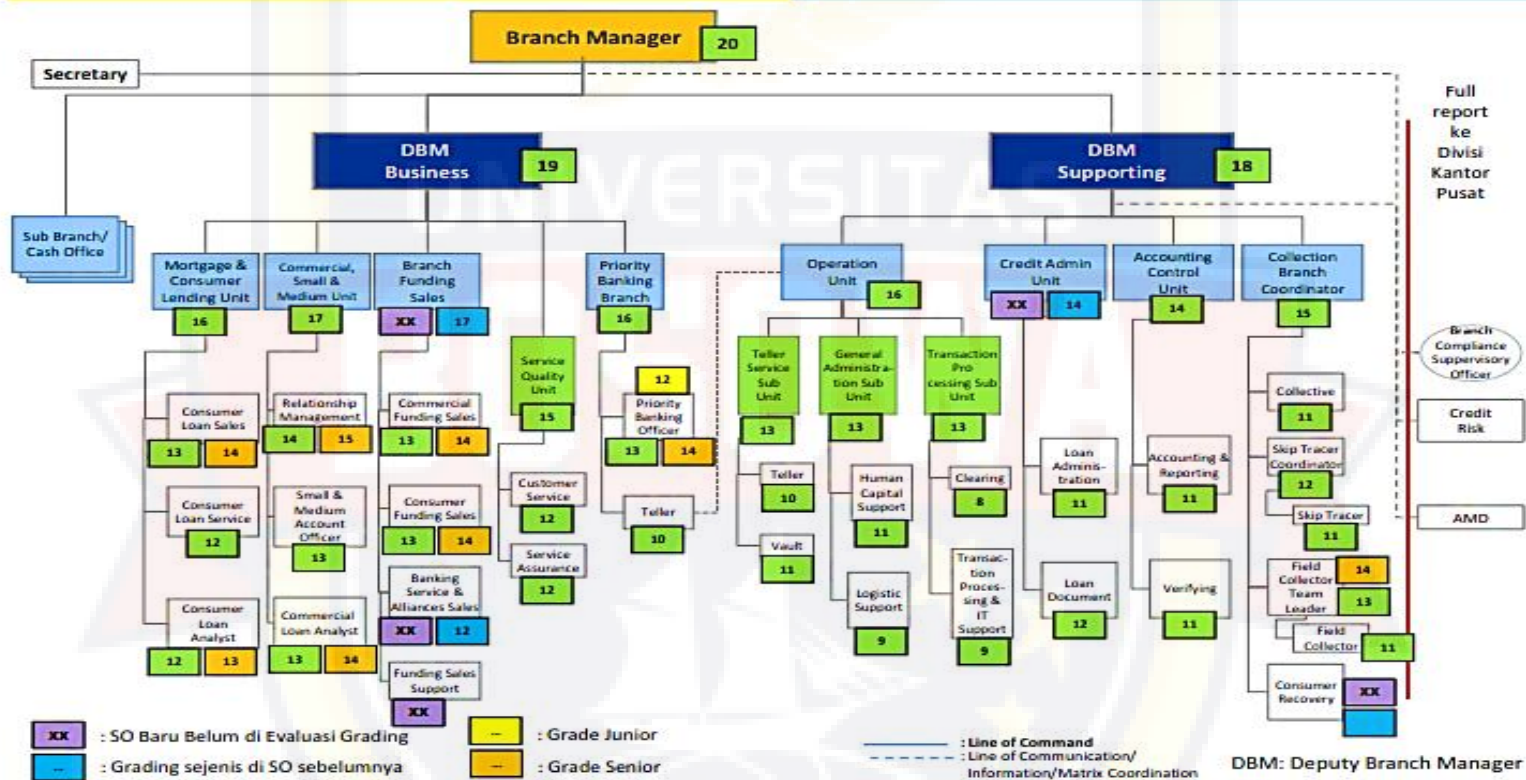 Branch Manager
20
Secretary
Full
report
ke
Divisi
Kantor
Pusat
DBM
Business
19
DBM
Supporting
18
UNIVERSITAS
Sub Branch/
Cash Office
Mortgage &
Consumer
Lending Unit
16
Commercial,
Small &
Medium Unit
17
Branch
Funding
Sales
XX
17
Priority
Banking
Branch
16
Operation
Unit
16
Credit Admin
Unit
XX
14
Accounting
Control
Unit
14
Collection
Branch
Coordinator
15
Consumer
Loan Sales
13
14
Consumer
Loan Service
12
Consumer
Loan
Analyst
12
13
Relationship
Management
14
15
Small &
Medium
Account
Officer
13
Commercial
Loan Analyst
13
14
Commercial
Funding Sales
13
14
Consumer
Funding Sales
13
14
Banking
Service &
Alliances Sales
XX
12
Funding Sales
Support
XX
Service
Quality
Unit
15
Customer
Service
12
Service
Assurance
12
12
Priority
Banking
Officer
13
14
Teller
10
Teller
Service
Sub
Unit
13
Teller
10
Vault
11
General
Administra-
tion Sub
Unit
13
Human
Capital
Support
11
Logistic
Support
9
Transaction
Pro
cessing Sub
Unit
13
Clearing
8
Transac-
tion
Proces-
sing &
IT
Support
9
Loan
Adminis-
tration
11
Loan
Document
12
Accounting &
Reporting
11
Verifying
11
Collective
11
Skip Tracer
Coordinator
12
Skip Tracer
11
Field
Collector
Team
Leader
14
13
Field
Collector
11
Consumer
Recovery
XX
Branch
Compliance
Suppervisory
Officer
Credit
Risk
AMD
XX : SO Baru Belum di Evaluasi Grading
-- : Grading sejenis di SO sebelumnya
-- : Grade Junior
-- : Grade Senior
: Line of Command
: Line of Communication/
Information/Matrix Coordination
DBM: Deputy Branch Manager